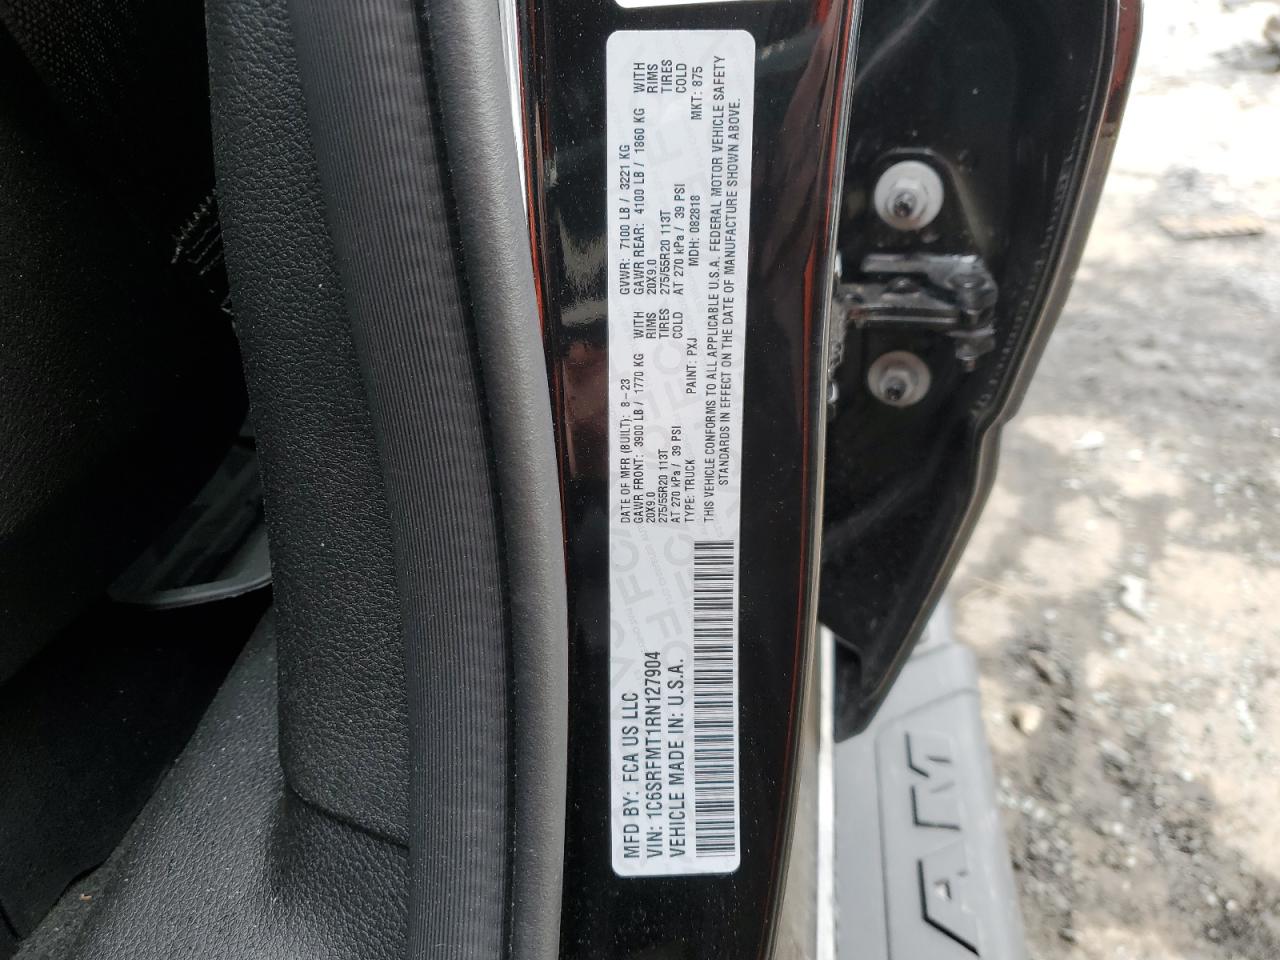 MFD BY: FCA US LLC
VIN: 1C6SRFMT1RN127904
VEHICLE MADE IN: U.S.A.
DATE OF MFR (BUILT): 8-23 GVWR: 7100 LB / 3221 KG
GAWR FRONT: 3900 LB / 1770 KG WITH GAWR REAR: 4100 LB / 1860 KG WITH
20X9.0 RIMS 20X9.0 RIMS
275/55R20 113T TIRES 275/55R20 113T TIRES
AT 270 kPa / 39 PSI COLD AT 270 kPa / 39 PSI COLD
TYPE: TRUCK PAINT: PXJ MDH: 082818 MKT: 875
THIS VEHICLE CONFORMS TO ALL APPLICABLE U.S.A. FEDERAL MOTOR VEHICLE SAFETY
STANDARDS IN EFFECT ON THE DATE OF MANUFACTURE SHOWN ABOVE.
AM